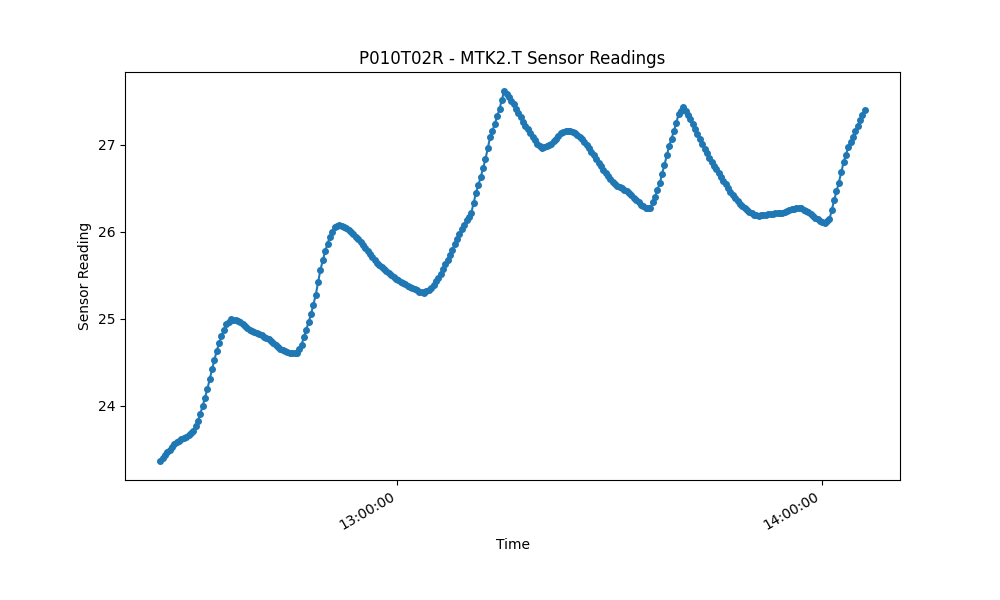 P010T02R - MTK2.T Sensor Readings
27
26
25
24
Sensor Reading
13:00:00
14:00:00
Time